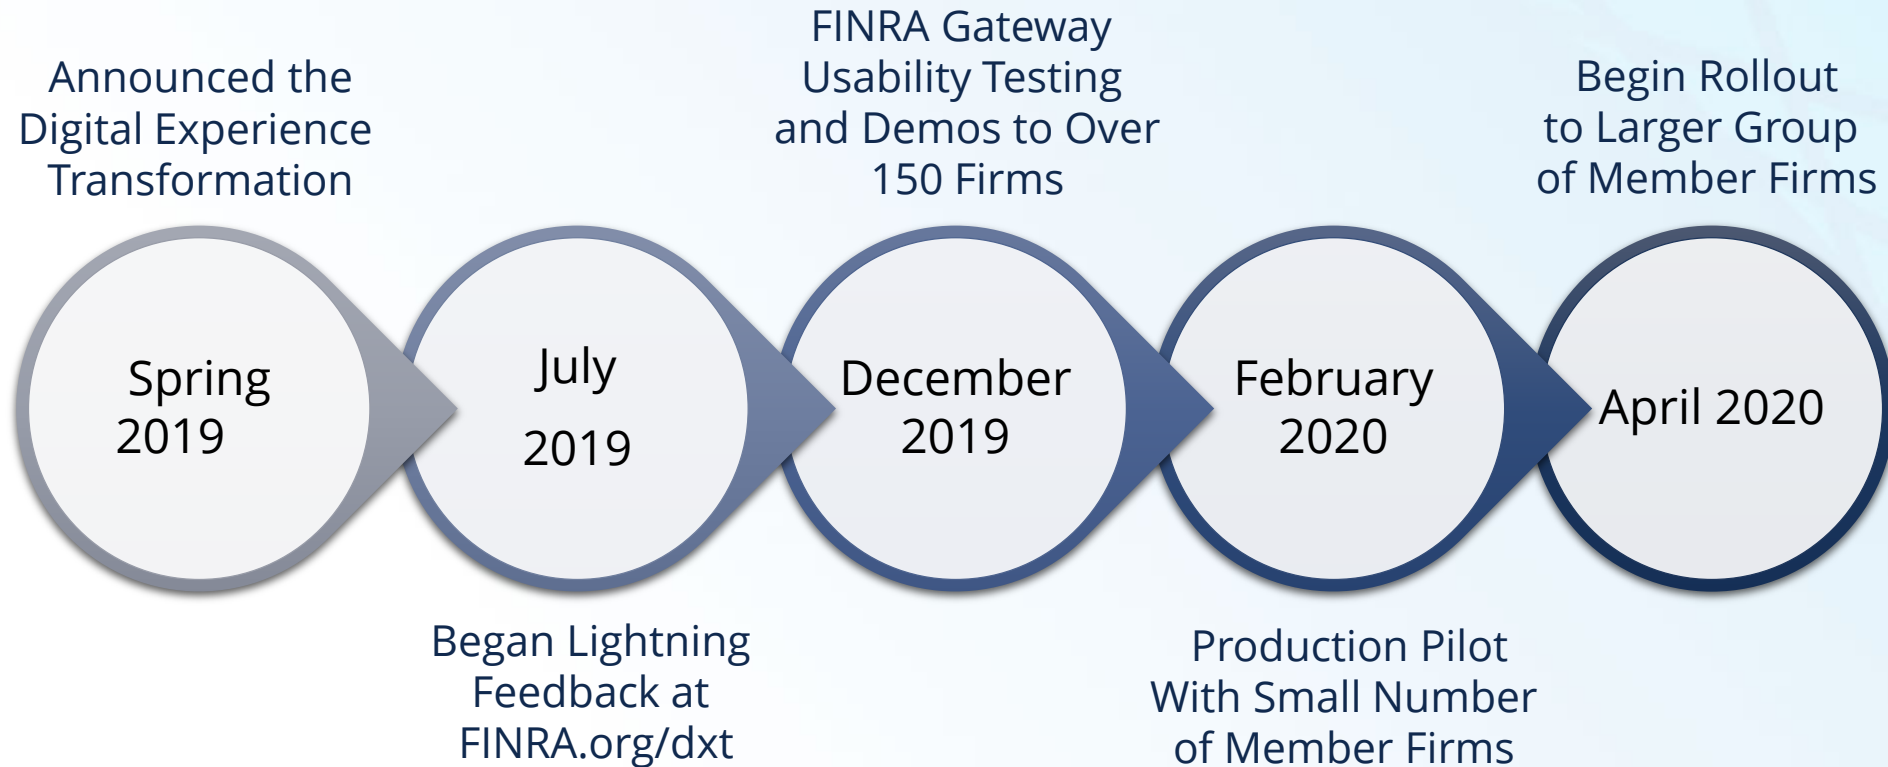 Announced the
Digital Experience
Transformation
Spring
2019
July
2019
Began Lightning
Feedback at
FINRA.org/dxt
FINRA Gateway
Usability Testing
and Demos to Over
150 Firms
December
2019
February
2020
Production Pilot
With Small Number
of Member Firms
Begin Rollout
to Larger Group
of Member Firms
April 2020